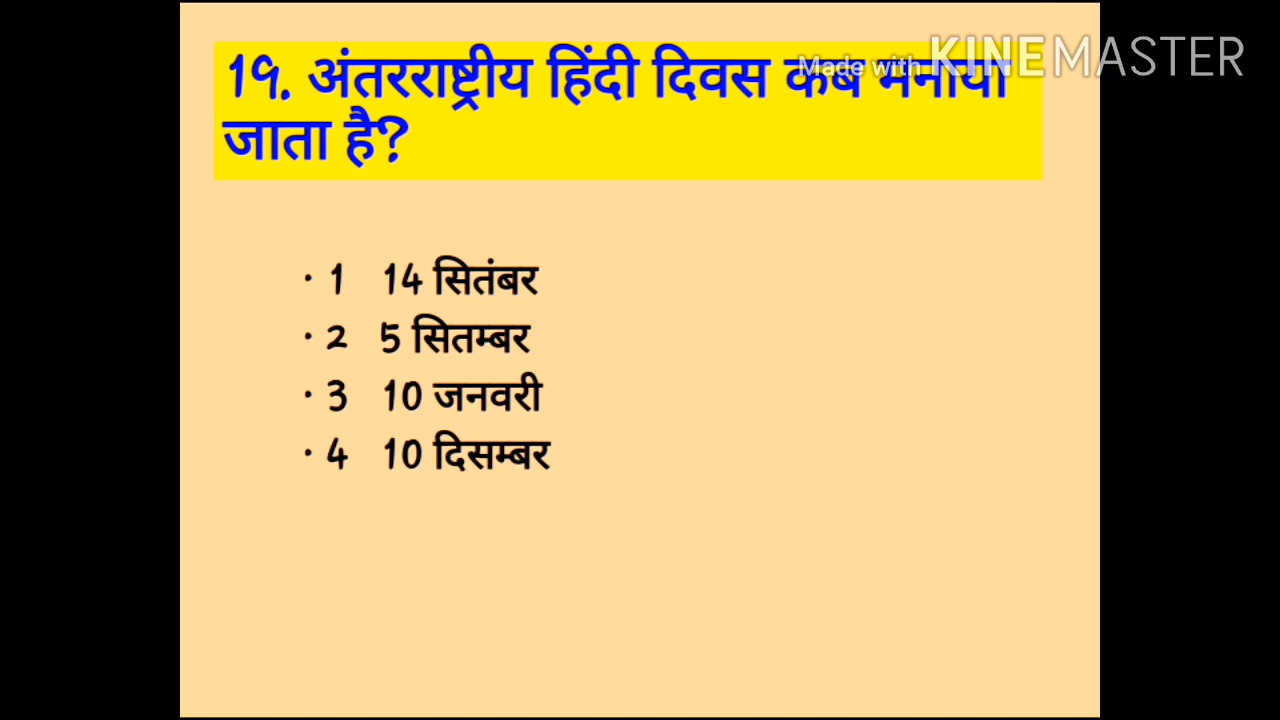 19. अंतरराष्ट्रीय हिंदी दिवस कब मनाया
जाता है?
Made with KINEMASTER
· 1 14 सितंबर
· 2 5 सितम्बर
· 3 10 जनवरी
· 4 10 दिसम्बर